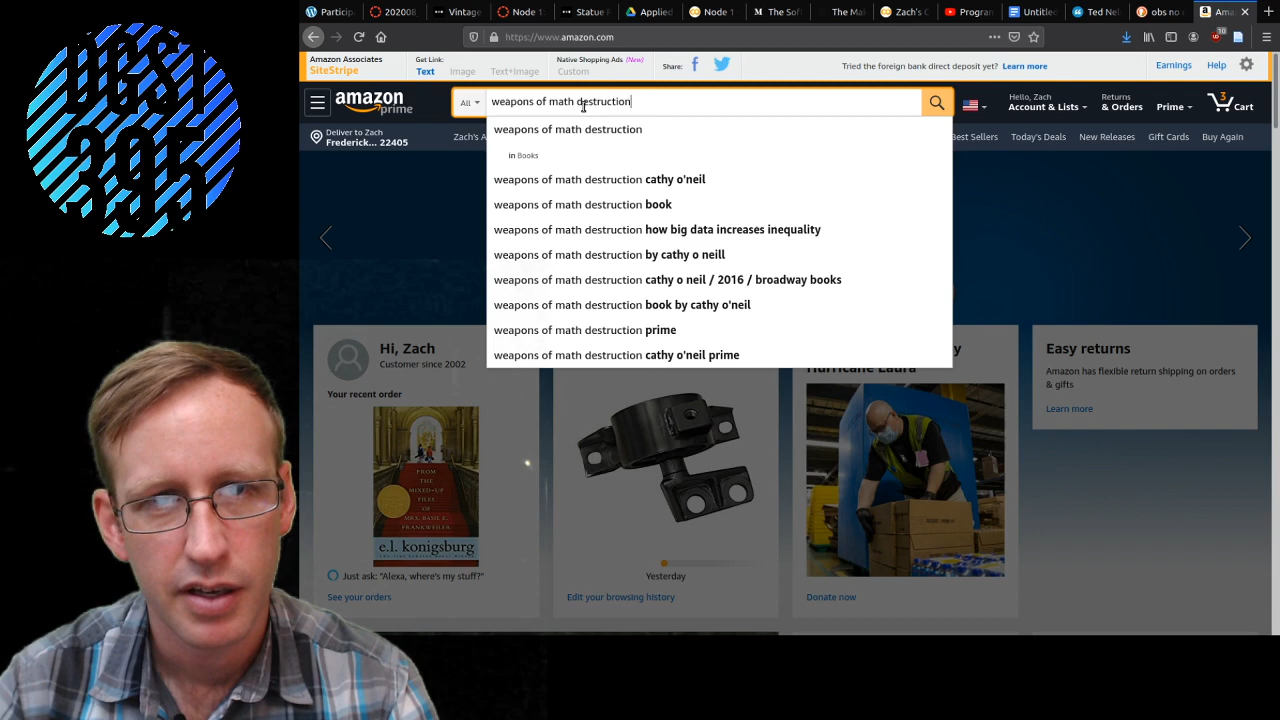 Particip.
202008
Vintage
Node 1:
Statue F
Applied
Node 1
The Sof
The Mai
Zach's C
Program
Untitled
Ted Nel
obs no c
Amaz
https://www.amazon.com
Amazon Associates
SiteStripe
Get Link:
Text Image Text+Image
Native Shopping Ads (New)
Custom
Share:
Tried the foreign bank direct deposit yet? Learn more
Earnings Help
amazon
prime
All
weapons of math destruction
Hello, Zach
Account & Lists
Returns
& Orders
Prime
3
Cart
Deliver to Zach
Frederick... 22405
Zach's A
Best Sellers Today's Deals New Releases Gift Cards Buy Again
weapons of math destruction
in Books
weapons of math destruction cathy o'neil
weapons of math destruction book
weapons of math destruction how big data increases inequality
weapons of math destruction by cathy o neill
weapons of math destruction cathy o neil / 2016 / broadway books
weapons of math destruction book by cathy o'neil
weapons of math destruction prime
weapons of math destruction cathy o'neil prime
Hi, Zach
Customer since 2002
Your recent order
FROM
THE
MIXED-UP
FILES
OF
MRS. BASIL E.
FRANKWEILER
e.l. konigsburg
Just ask: "Alexa, where's my stuff?"
See your orders
Yesterday
Edit your browsing history
y
Hurricane Laura
Donate now
Easy returns
Amazon has flexible return shipping on orders
& gifts
Learn more